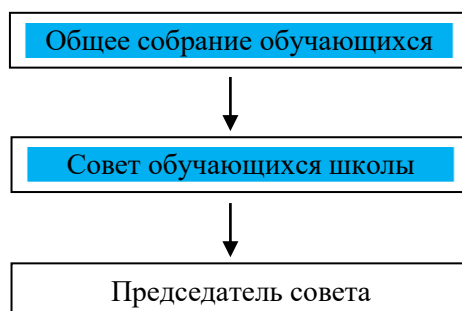 Общее собрание обучающихся
Совет обучающихся школы
Председатель совета